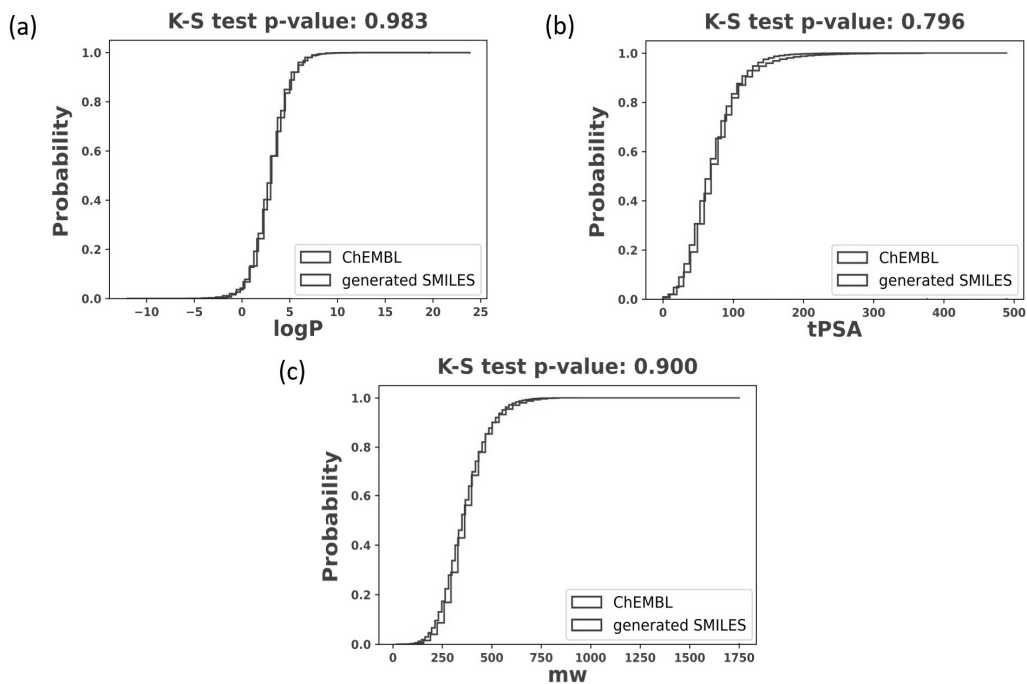 (a)
K-S test p-value: 0.983
Probability
1.0
0.8
0.6
0.4
0.2
0.0
ChEMBL
generated SMILES
−10 −5 0 5 10 15 20 25
logP
(b)
K-S test p-value: 0.796
Probability
1.0
0.8
0.6
0.4
0.2
0.0
ChEMBL
generated SMILES
0 100 200 300 400 500
tPSA
(c)
K-S test p-value: 0.900
Probability
1.0
0.8
0.6
0.4
0.2
0.0
ChEMBL
generated SMILES
0 250 500 750 1000 1250 1500 1750
mw